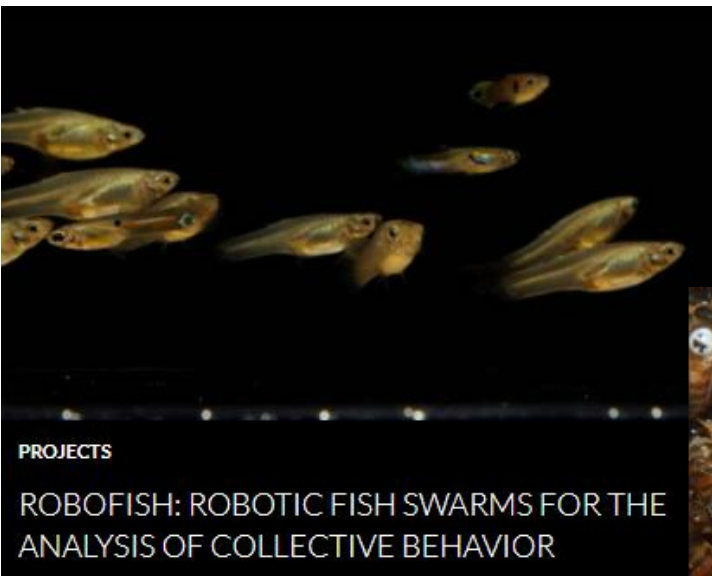 PROJECTS
ROBOFISH: ROBOTIC FISH SWARMS FOR THE
ANALYSIS OF COLLECTIVE BEHAVIOR